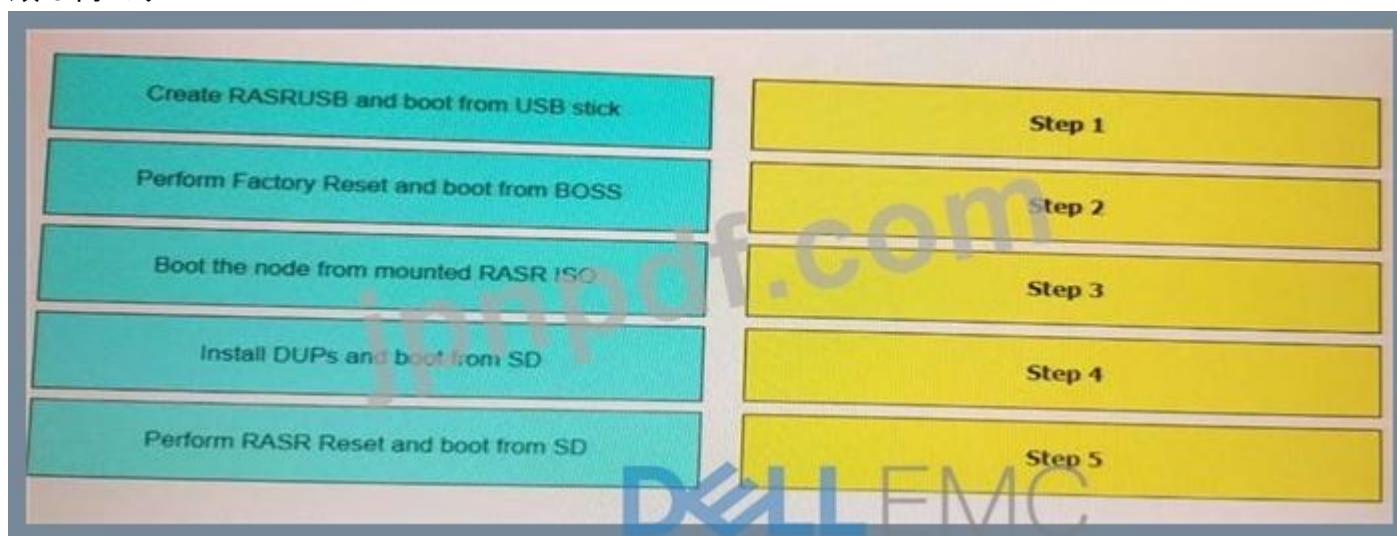 Create RASRUSB and boot from USB stick
Step 1
Perform Factory Reset and boot from BOSS
Step 2
Boot the node from mounted RASR ISO
Step 3
Install DUPs and boot from SD
Step 4
Perform RASR Reset and boot from SD
Step 5
jpnpdf.com
DELL EMC